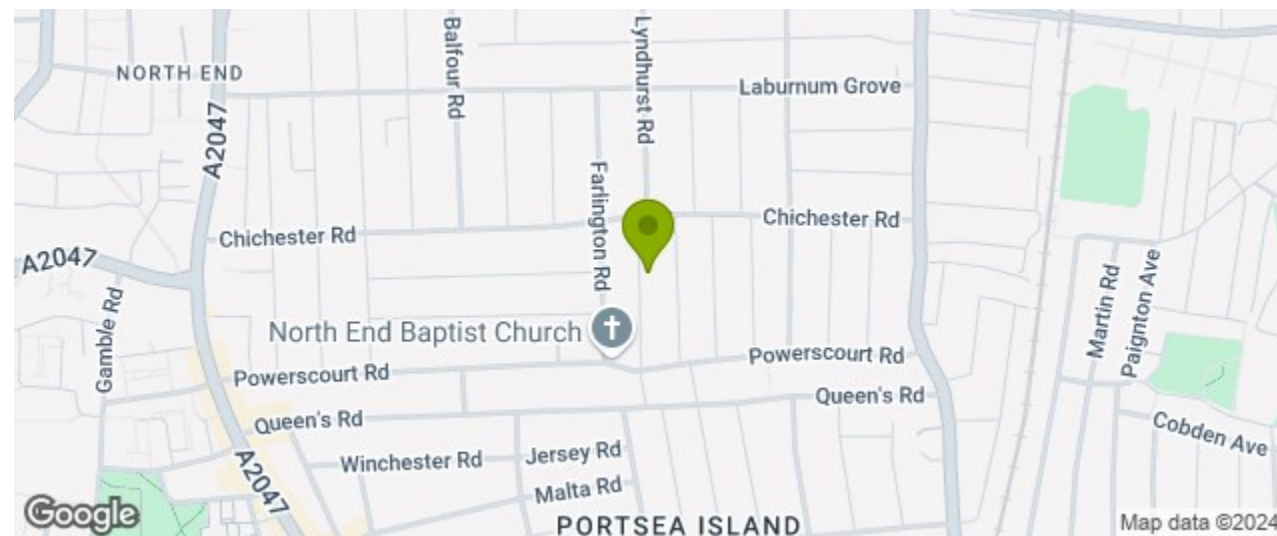 Balfour Rd
Lyndhurst Rd
NORTH END
Laburnum Grove
A2047
Farlington Rd
Chichester Rd
Chichester Rd
A2047
Martin Rd
Paignton Ave
Gamble Rd
North End Baptist Church
Powerscourt Rd
Powerscourt Rd
Queen's Rd
Queen's Rd
Cobden Ave
Winchester Rd
Jersey Rd
A2047
Malta Rd
Google
PORTSEA ISLAND
Map data ©2024